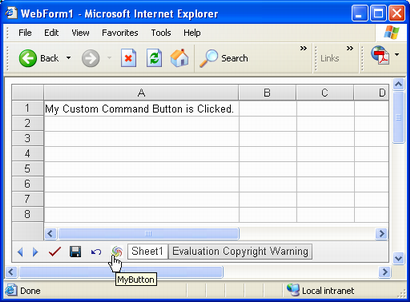 WebForm1 - Microsoft Internet Explorer
File Edit View Favorites Tools Help
Back Search » Links »
A B C D
1 My Custom Command Button is Clicked.
2
3
4
5
6
7
8
Sheet1 Evaluation Copyright Warning
MyButton
Done Local intranet